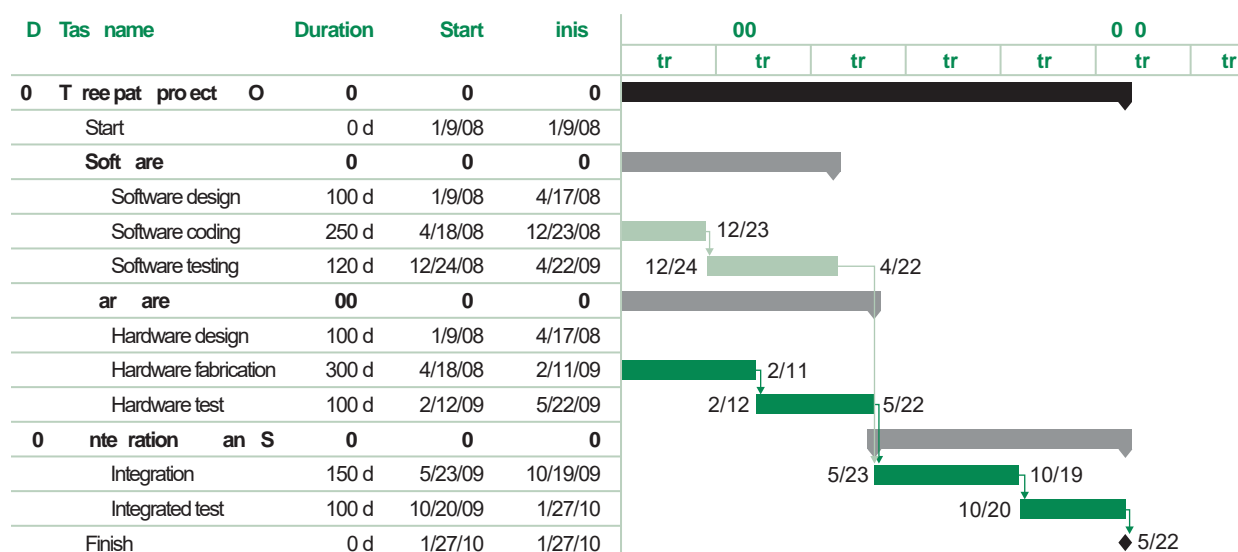 D Tas name Duration Start inis 00 0 0
tr tr tr tr tr tr tr
0 T ree pat pro ect O 0 0 0
Start 0 d 1/9/08 1/9/08
Soft are 0 0 0
Software design 100 d 1/9/08 4/17/08
Software coding 250 d 4/18/08 12/23/08 12/23
Software testing 120 d 12/24/08 4/22/09 12/24 4/22
ar are 00 0 0
Hardware design 100 d 1/9/08 4/17/08
Hardware fabrication 300 d 4/18/08 2/11/09 2/11
Hardware test 100 d 2/12/09 5/22/09 2/12 5/22
0 nte ration an S 0 0 0
Integration 150 d 5/23/09 10/19/09 5/23 10/19
Integrated test 100 d 10/20/09 1/27/10 10/20
Finish 0 d 1/27/10 1/27/10 5/22